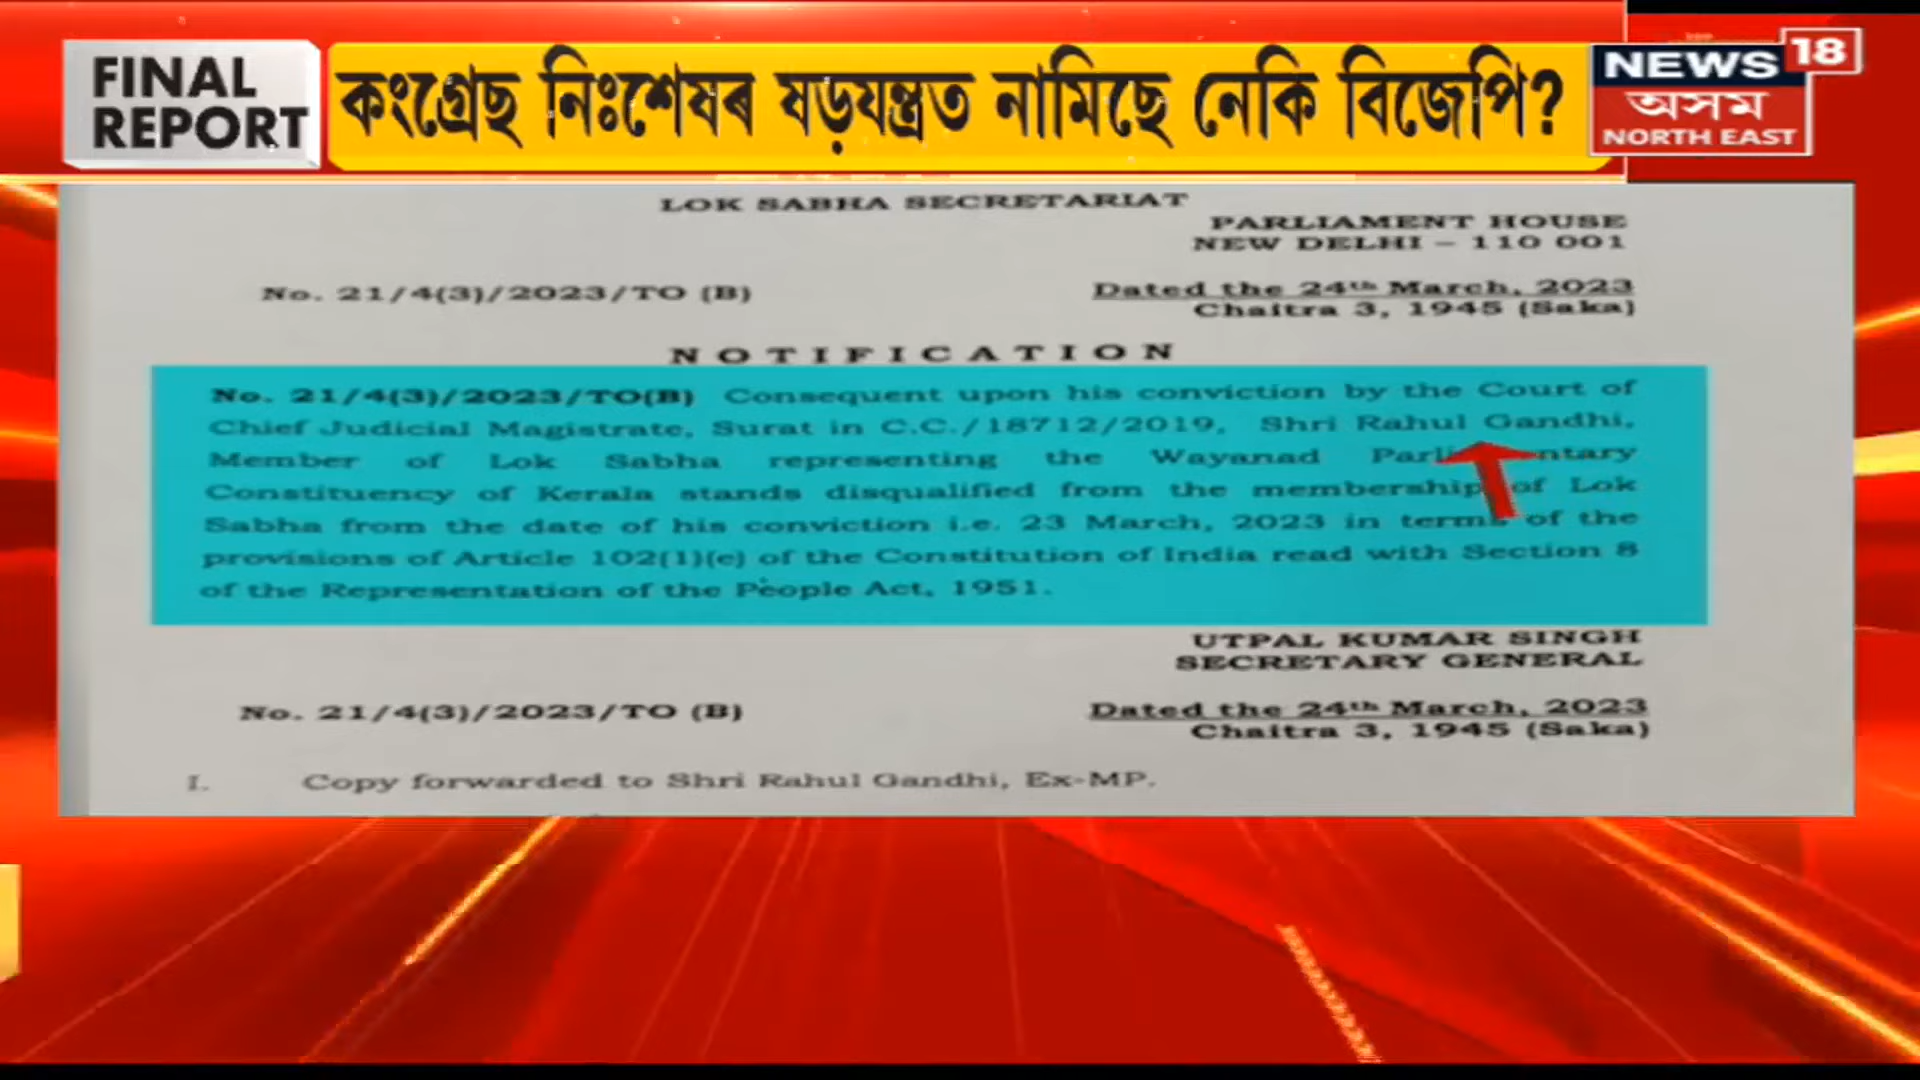 FINAL
REPORT
কংগ্ৰেছ নিঃশেষৰ ষড়যন্ত্ৰত নামিছে নেকি বিজেপি?
NEWS 18
অসম
NORTH EAST
LOK SABHA SECRETARIAT
PARLIAMENT HOUSE
NEW DELHI – 110 001
No. 21/4(3)/2023/TO (B)
Dated the 24th March, 2023
Chaitra 3, 1945 (Saka)
NOTIFICATION
No. 21/4(3)/2023/TO(B) Consequent upon his conviction by the Court of
Chief Judicial Magistrate, Surat in C.C./18712/2019, Shri Rahul Gandhi,
Member of Lok Sabha representing the Wayanad
Constituency of Kerala stands disqualified from the membership of Lok
Sabha from the date of his conviction i.e. 23 March, 2023 in terms of the
provisions of Article 102(1)(e) of the Constitution of India read with Section 8
of the Representation of the People Act, 1951.
UTPAL KUMAR SINGH
SECRETARY GENERAL
No. 21/4(3)/2023/TO (B)
Dated the 24th March, 2023
Chaitra 3, 1945 (Saka)
I. Copy forwarded to Shri Rahul Gandhi, Ex-MP.